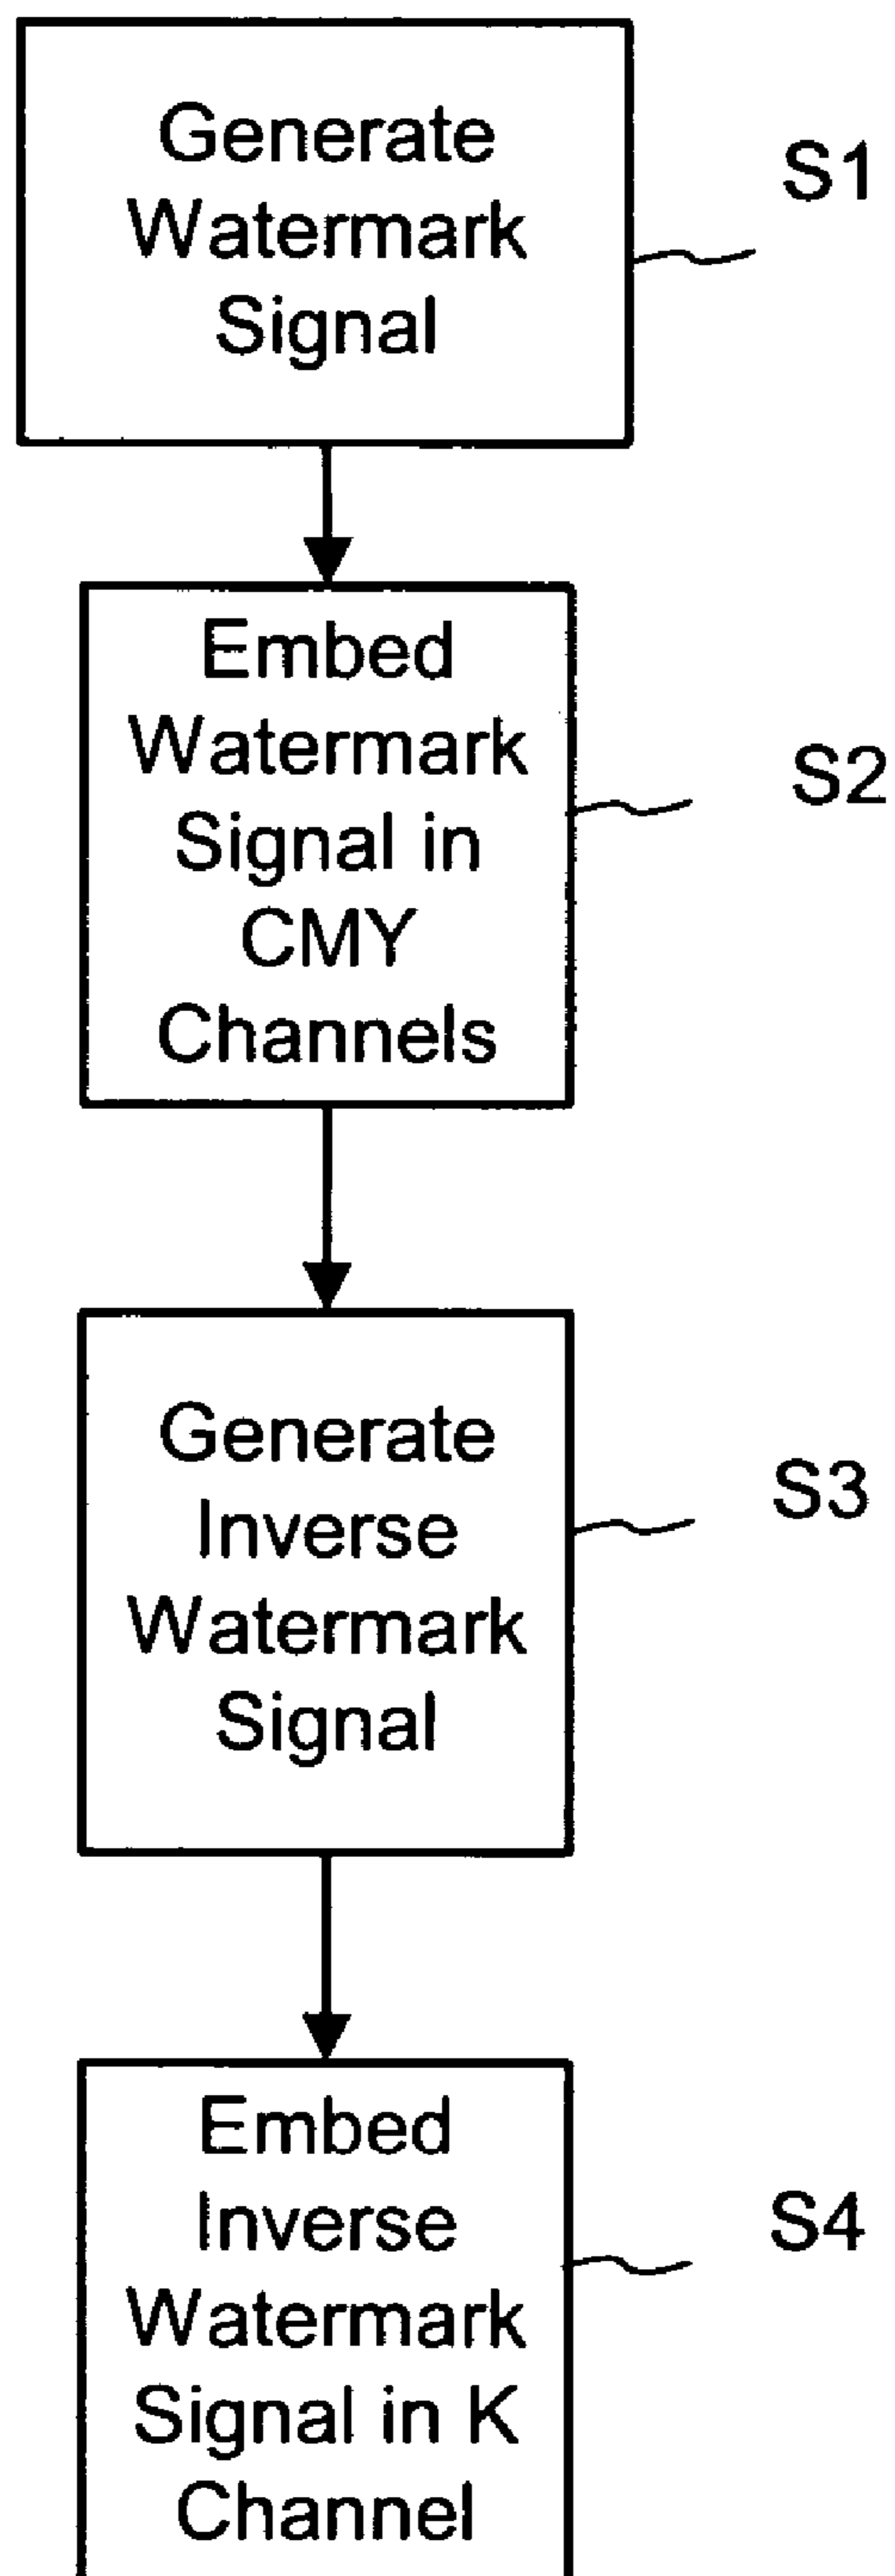 Generate
Watermark
Signal
S1
Embed
Watermark
Signal in
CMY
Channels
S2
Generate
Inverse
Watermark
Signal
S3
Embed
Inverse
Watermark
Signal in K
Channel
S4